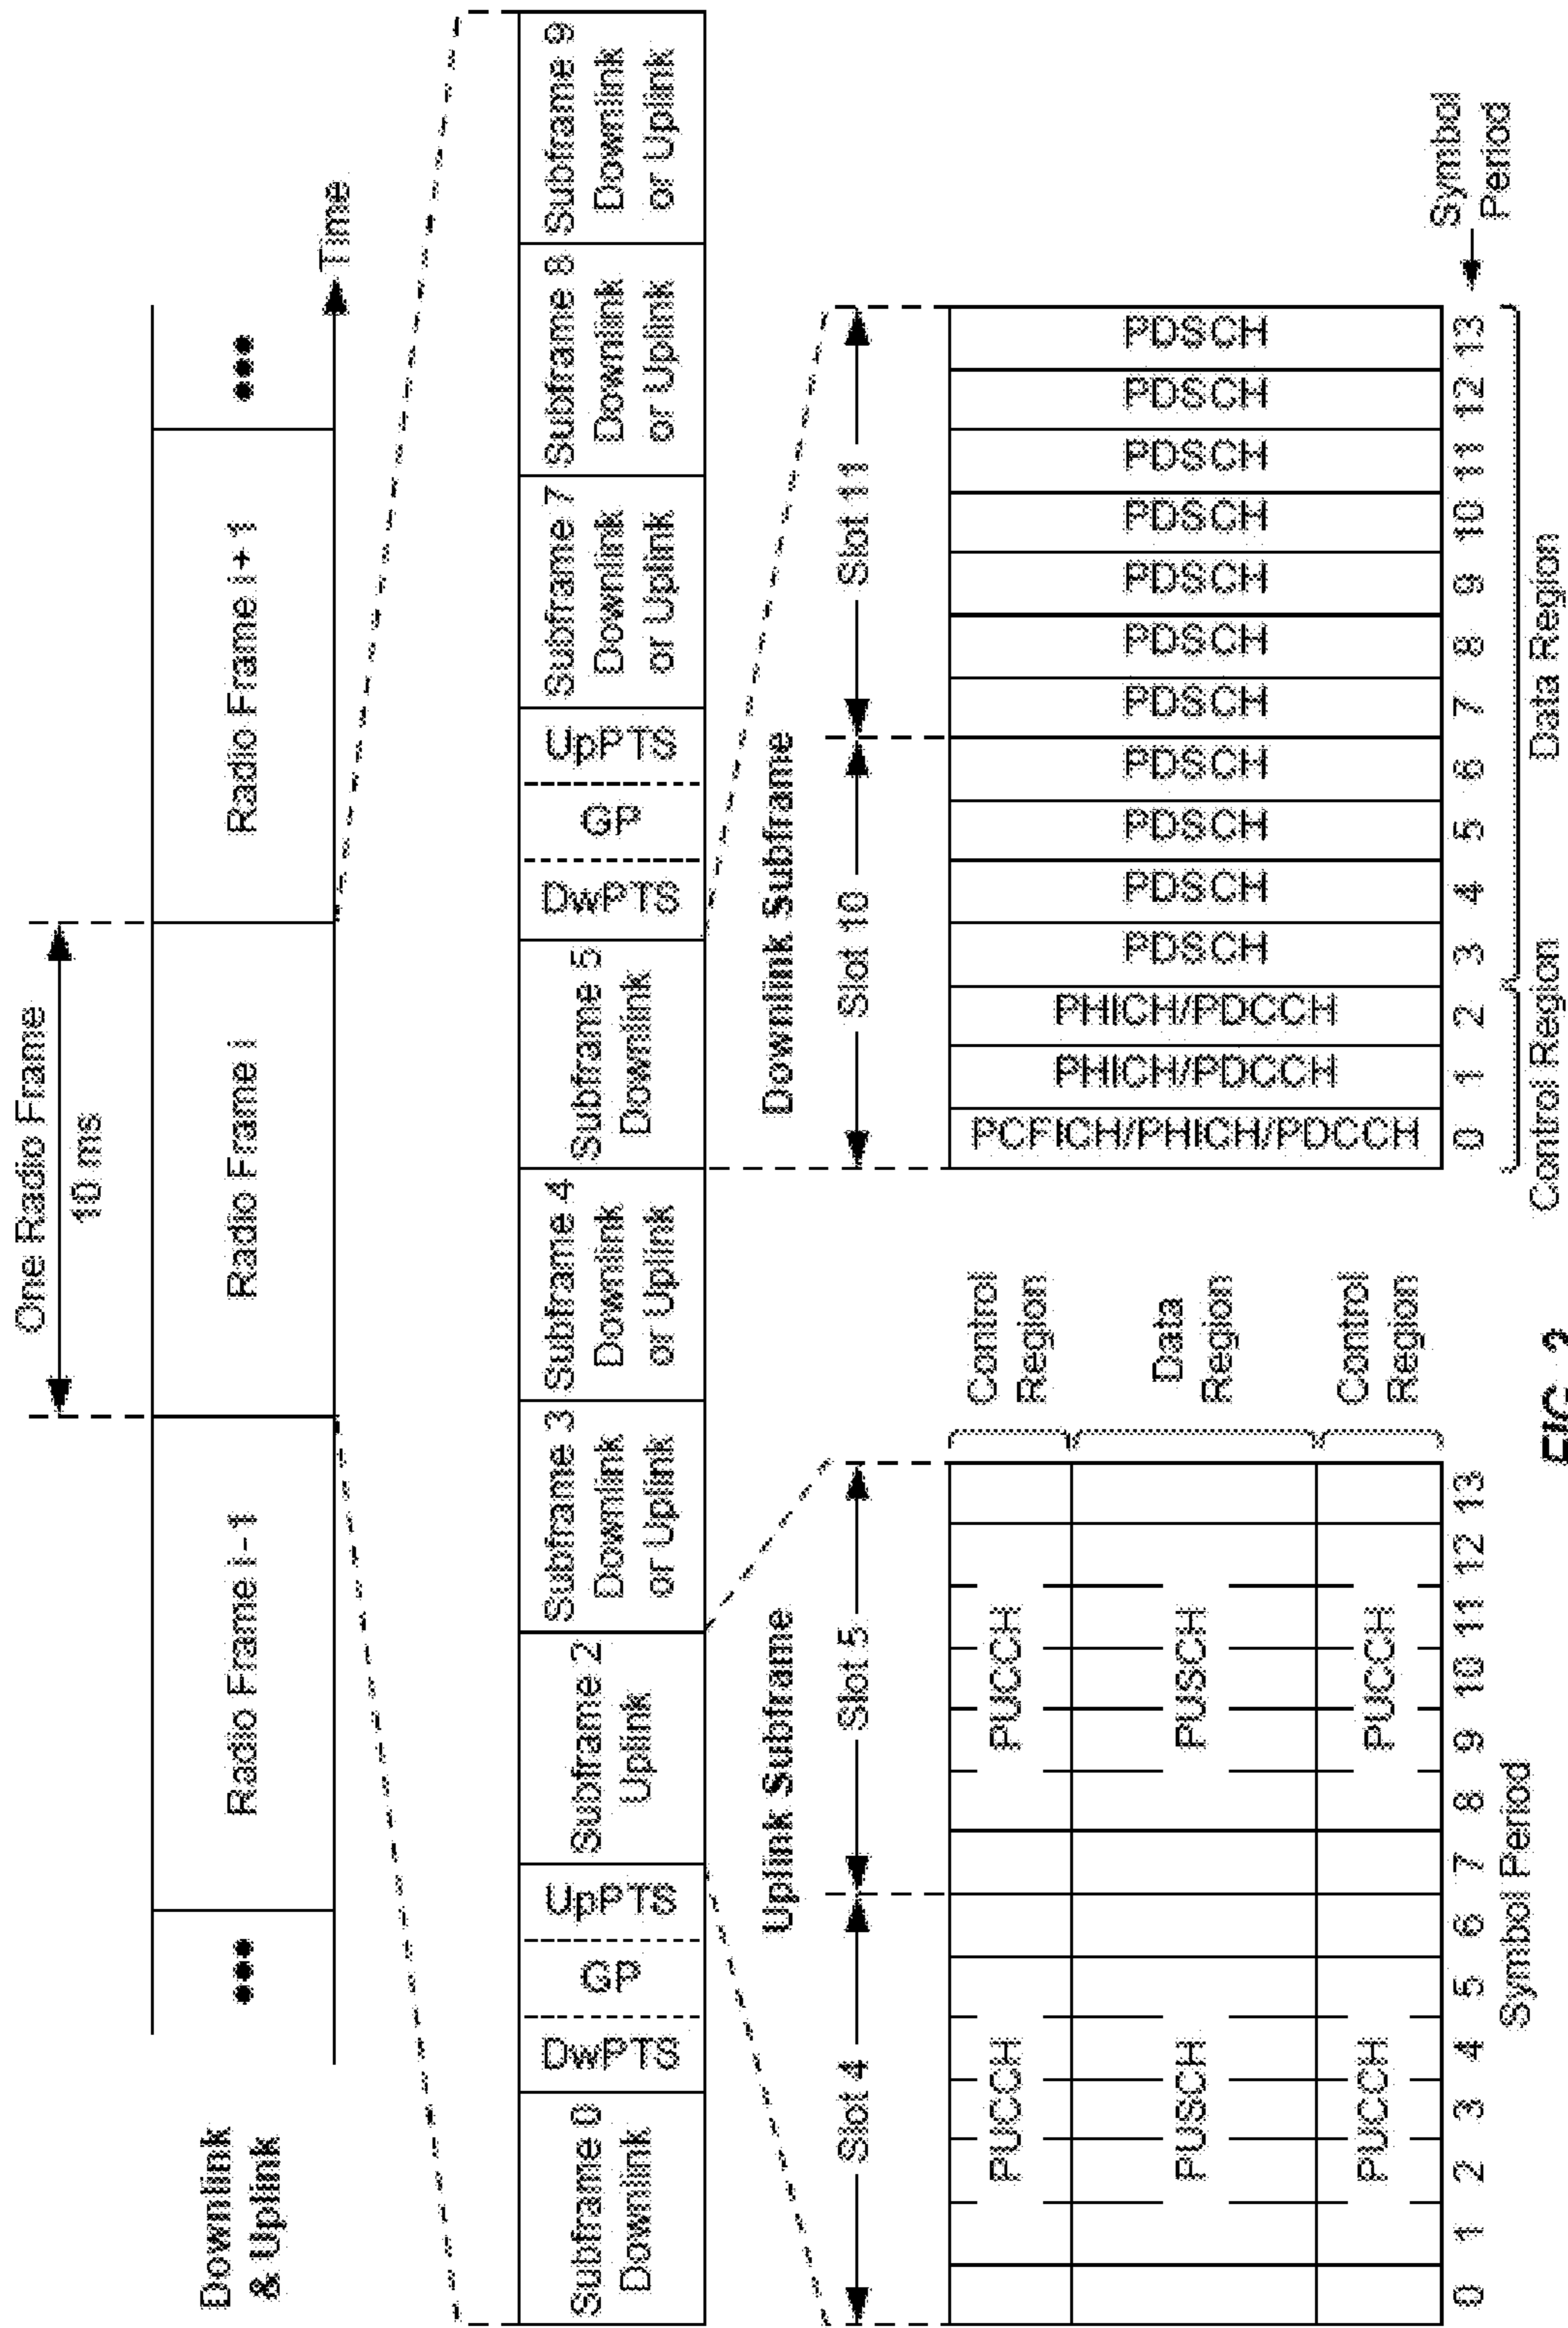 One Radio Frame
10 ms
Downlink
& Uplink
•••
Radio Frame i-1
Radio Frame i
Radio Frame i+1
•••
Time
Subframe 0
Downlink
DwPTS
GP
UpPTS
Subframe 2
Uplink
Subframe 3
Downlink
or Uplink
Subframe 4
Downlink
or Uplink
Subframe 5
Downlink
DwPTS
GP
UpPTS
Subframe 7
Downlink
or Uplink
Subframe 8
Downlink
or Uplink
Subframe 9
Downlink
or Uplink
Uplink Subframe
Slot 4
Slot 5
PUCCH
PUCCH
PUSCH
PUSCH
PUCCH
PUCCH
0 1 2 3 4 5 6 7 8 9 10 11 12 13
Symbol Period
Control
Region
Data
Region
Control
Region
Downlink Subframe
Slot 10
Slot 11
PCFICH/PHICH/PDCCH
PHICH/PDCCH
PHICH/PDCCH
PDSCH
PDSCH
PDSCH
PDSCH
PDSCH
PDSCH
PDSCH
PDSCH
PDSCH
PDSCH
PDSCH
0 1 2 3 4 5 6 7 8 9 10 11 12 13
Symbol
Period
Control Region
Data Region
FIG. 2